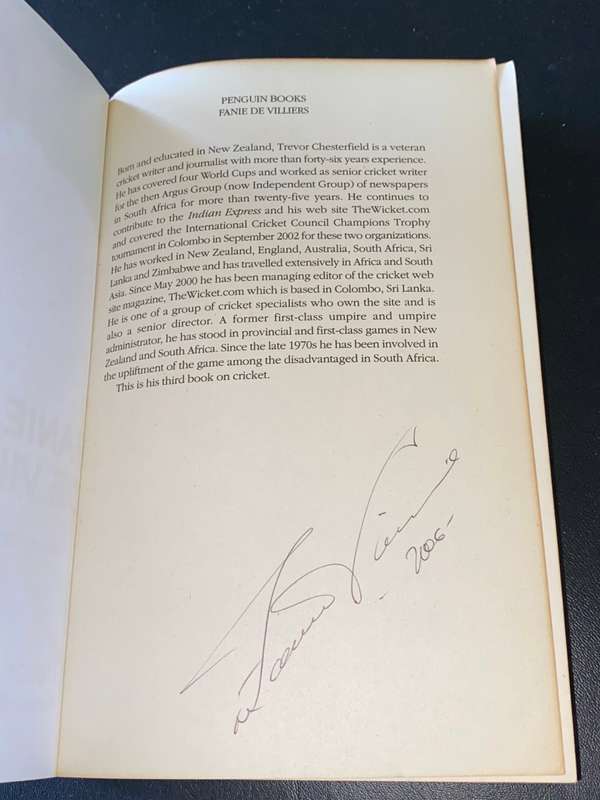 PENGUIN BOOKS
FANIE DE VILLIERS
Born and educated in New Zealand, Trevor Chesterfield is a veteran
cricket writer and journalist with more than forty-six years experience.
He has covered four World Cups and worked as senior cricket writer
for the then Argus Group (now Independent Group) of newspapers
in South Africa for more than twenty-five years. He continues to
contribute to the Indian Express and his web site TheWicket.com
and covered the International Cricket Council Champions Trophy
tournament in Colombo in September 2002 for these two organizations.
He has worked in New Zealand, England, Australia, South Africa, Sri
Lanka and Zimbabwe and has travelled extensively in Africa and South
Asia. Since May 2000 he has been managing editor of the cricket web
site magazine, TheWicket.com which is based in Colombo, Sri Lanka.
He is one of a group of cricket specialists who own the site and is
also a senior director. A former first-class umpire and umpire
administrator, he has stood in provincial and first-class games in New
Zealand and South Africa. Since the late 1970s he has been involved in
the upliftment of the game among the disadvantaged in South Africa.
This is his third book on cricket.
2006